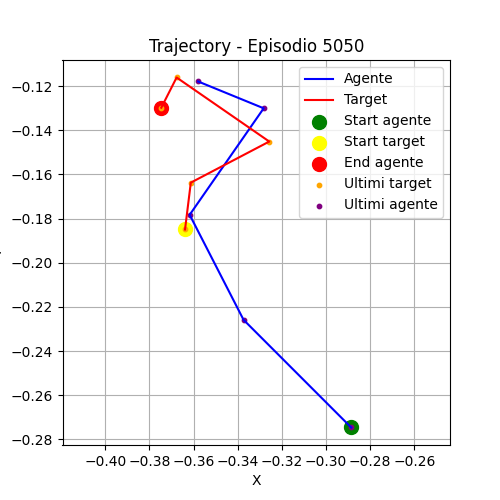 Trajectory - Episodio 5050
Agente
Target
Start agente
Start target
End agente
Ultimi target
Ultimi agente
−0.12
−0.14
−0.16
−0.18
−0.20
−0.22
−0.24
−0.26
−0.28
−0.40 −0.38 −0.36 −0.34 −0.32 −0.30 −0.28 −0.26
X